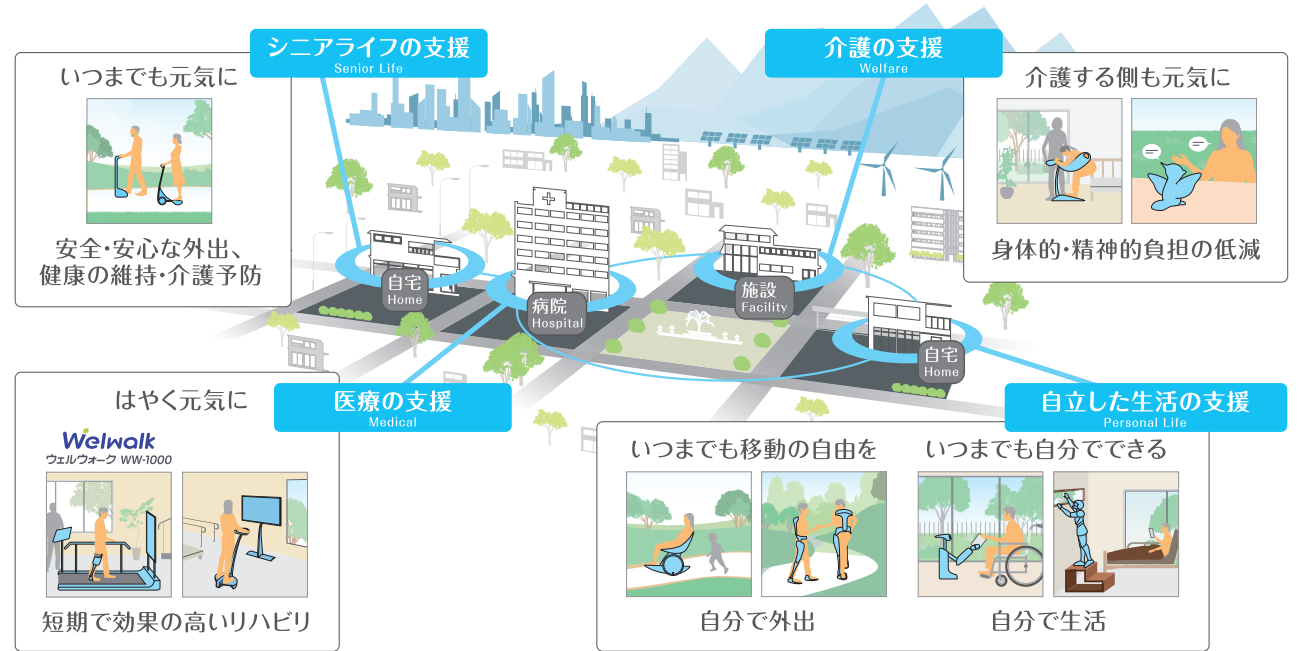 シニアライフの支援
Senior Life
いつまでも元気に
安全・安心な外出、
健康の維持・介護予防
介護の支援
Welfare
介護する側も元気に
身体的・精神的負担の低減
自宅
Home
病院
Hospital
施設
Facility
自宅
Home
医療の支援
Medical
はやく元気に
Welwalk
ウェルウォーク WW-1000
短期で効果の高いリハビリ
自立した生活の支援
Personal Life
いつまでも移動の自由を
自分で外出
いつまでも自分でできる
自分で生活